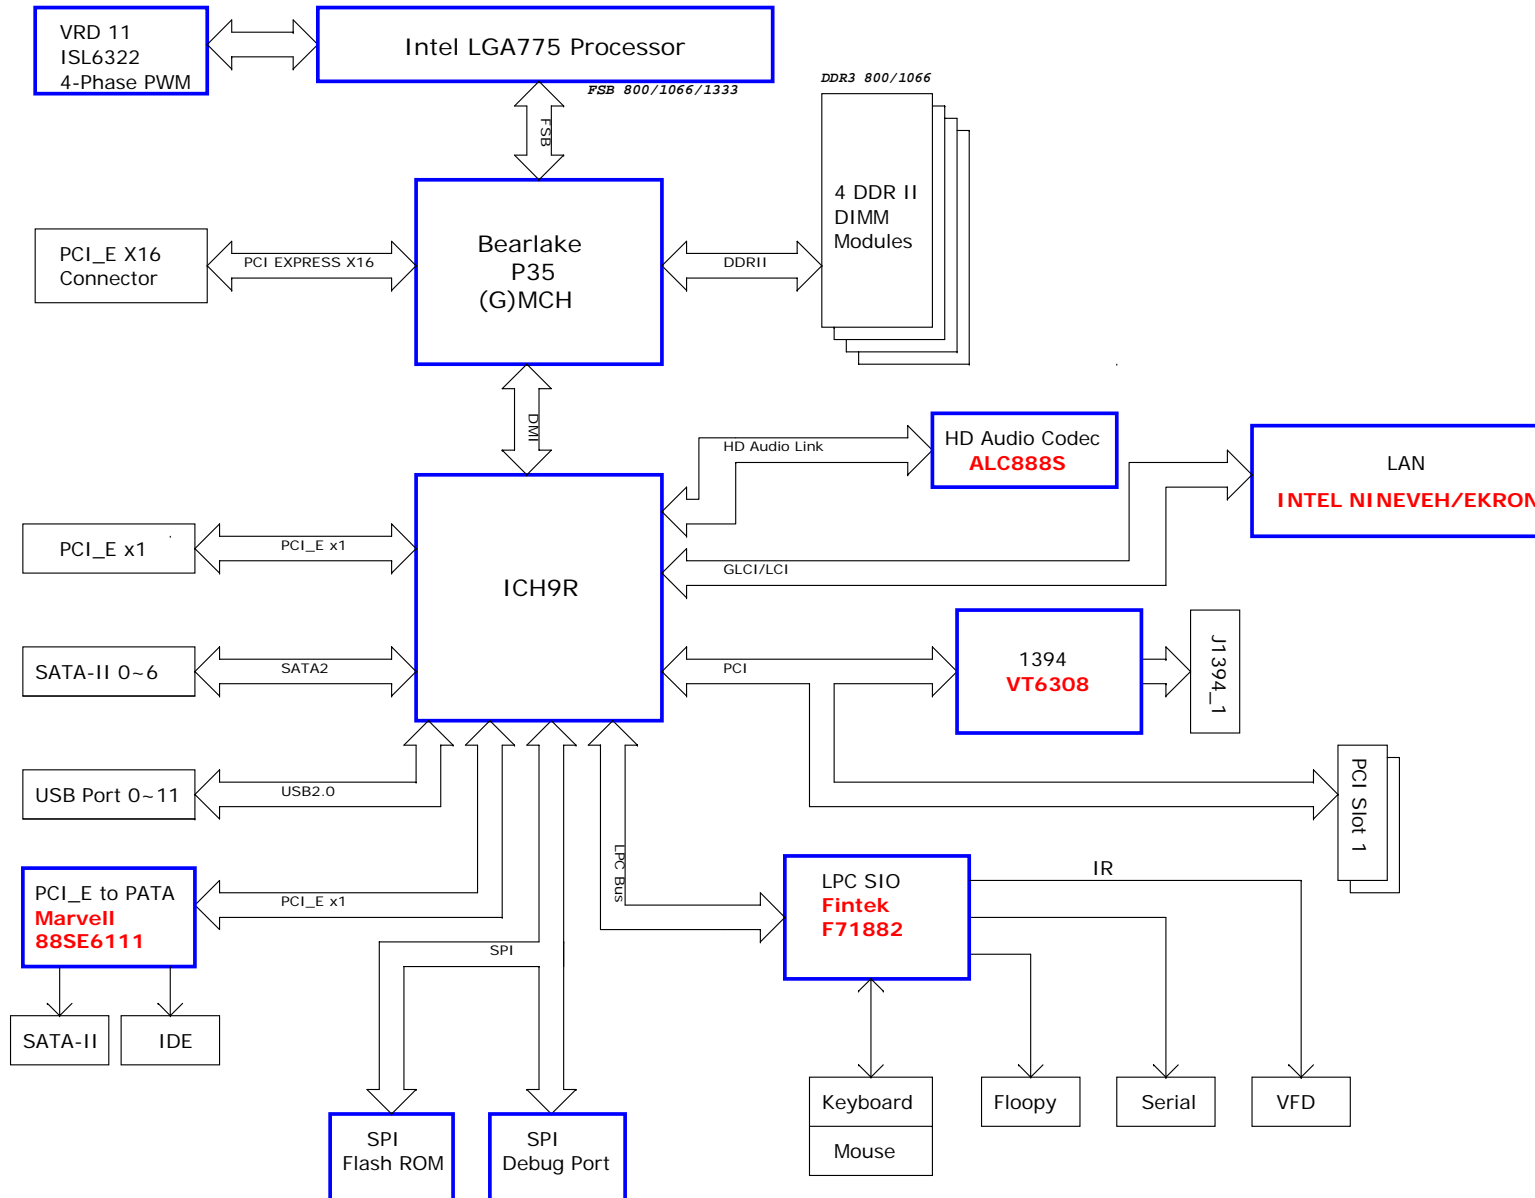 VRD 11
ISL6322
4-Phase PWM
Intel LGA775 Processor
FSB 800/1066/1333
DDR3 800/1066
FSB
4 DDR II
DIMM
Modules
Bearlake
P35
(G)MCH
PCI_E X16
Connector
PCI EXPRESS X16
DDRII
DMI
HD Audio Link
HD Audio Codec
ALC888S
LAN
INTEL NINEVEH/EKRON
PCI_E x1
PCI_E x1
ICH9R
GLCI/LCI
SATA-II 0~6
SATA2
PCI
1394
VT6308
J1394_1
USB Port 0~11
USB2.0
PCI Slot 1
PCI_E to PATA
Marvell
88SE6111
PCI_E x1
LPC Bus
LPC SIO
Fintek
F71882
IR
SPI
SATA-II
IDE
Keyboard
Mouse
Floopy
Serial
VFD
SPI
Flash ROM
SPI
Debug Port